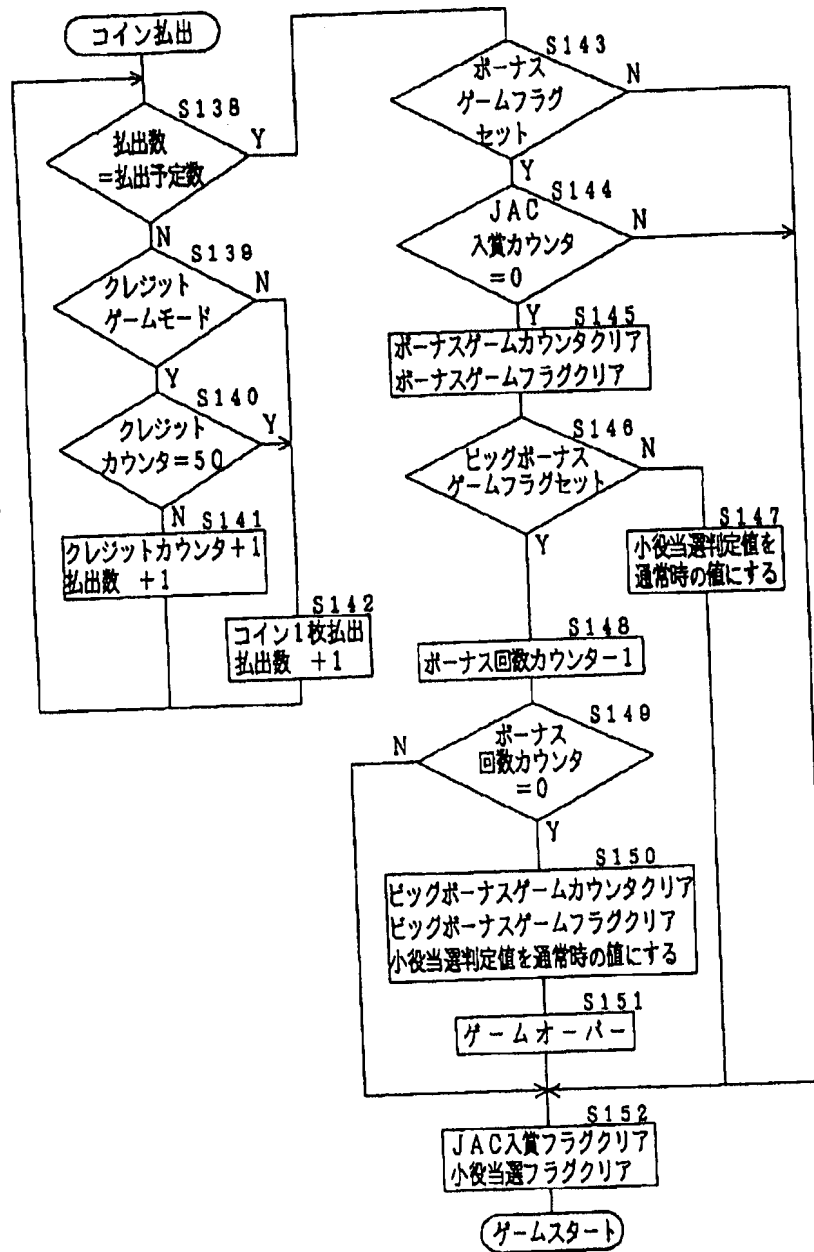 コイン払出
S138
払出数
=払出予定数
Y
N
S139
クレジット
ゲームモード
N
Y
S140
クレジット
カウンタ=50
Y
N
S141
クレジットカウンタ+1
払出数 +1
S142
コイン1枚払出
払出数 +1
S143
ボーナス
ゲームフラグ
セット
N
Y
S144
JAC
入賞カウンタ
=0
N
Y
S145
ボーナスゲームカウンタクリア
ボーナスゲームフラグクリア
S146
ビッグボーナス
ゲームフラグセット
N
Y
S147
小役当選判定値を
通常時の値にする
S148
ボーナス回数カウンター1
S149
ボーナス
回数カウンタ
=0
N
Y
S150
ビッグボーナスゲームカウンタクリア
ビッグボーナスゲームフラグクリア
小役当選判定値を通常時の値にする
S151
ゲームオーバー
S152
JAC入賞フラグクリア
小役当選フラグクリア
ゲームスタート